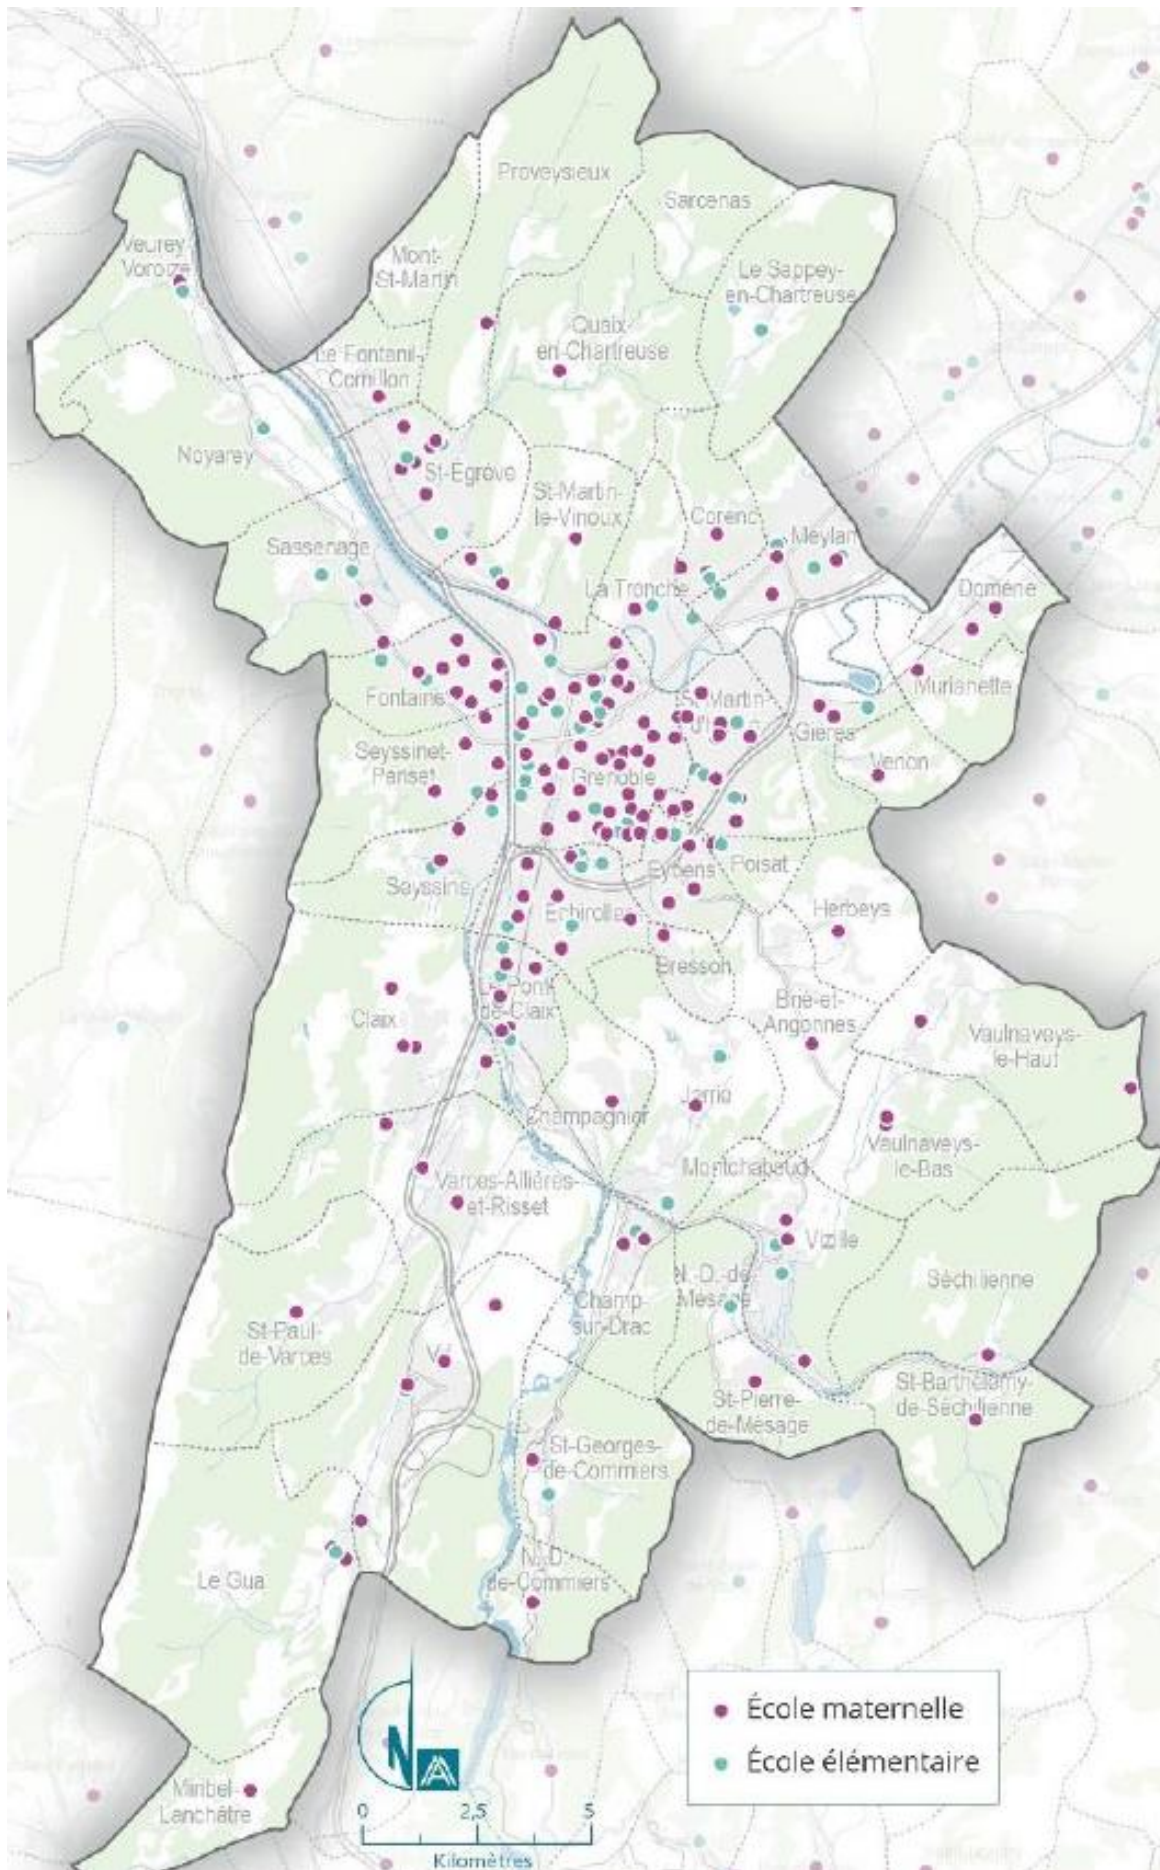 Proveysieux
Sarcenas
Veurey
Voroize
Mont-
St-Martin
Le Sappey-
en-Chartreuse
Quaix-
en-Chartreuse
Le Fontanil-
Cornillon
Noyarey
St-Egrève
St-Martin-
le-Vinoux
Corenc
Meylan
Sassenage
La Tronche
Domène
Murianette
Fontaine
St-Martin
Gières
Seyssinet-
Pariset
Grenoble
Venon
Seyssins
Eybens
Poisat
Echirolles
Herbeys
Bresson
Le Pont-
de-Claix
Claix
Brié-et-
Angonnes
Vaulnaveys-
le-Haut
Champagnier
Jarrie
Vaulnaveys-
le-Bas
Montchaboud
Varces-Allières-
et-Risset
Vizille
N.-D.-de-
Mésage
Séchilienne
Champ-
sur-Drac
St-Paul-
de-Varces
St-Pierre-
de-Mésage
St-Barthélemy-
de-Séchilienne
St-Georges-
de-Commiers
N.-D.-
de-Commiers
Le Gua
Miribel-
Lanchâtre
N
École maternelle
École élémentaire
0 2,5 5
Kilomètres